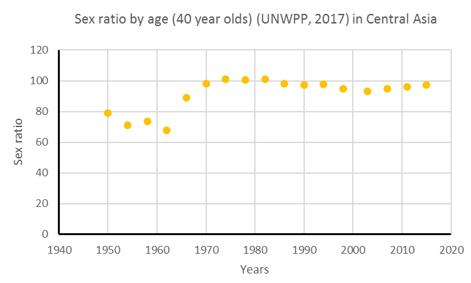 Sex ratio by age (40 year olds) (UNWPP, 2017) in Central Asia
120
100
80
60
40
20
0
Sex ratio
1940 1950 1960 1970 1980 1990 2000 2010 2020
Years